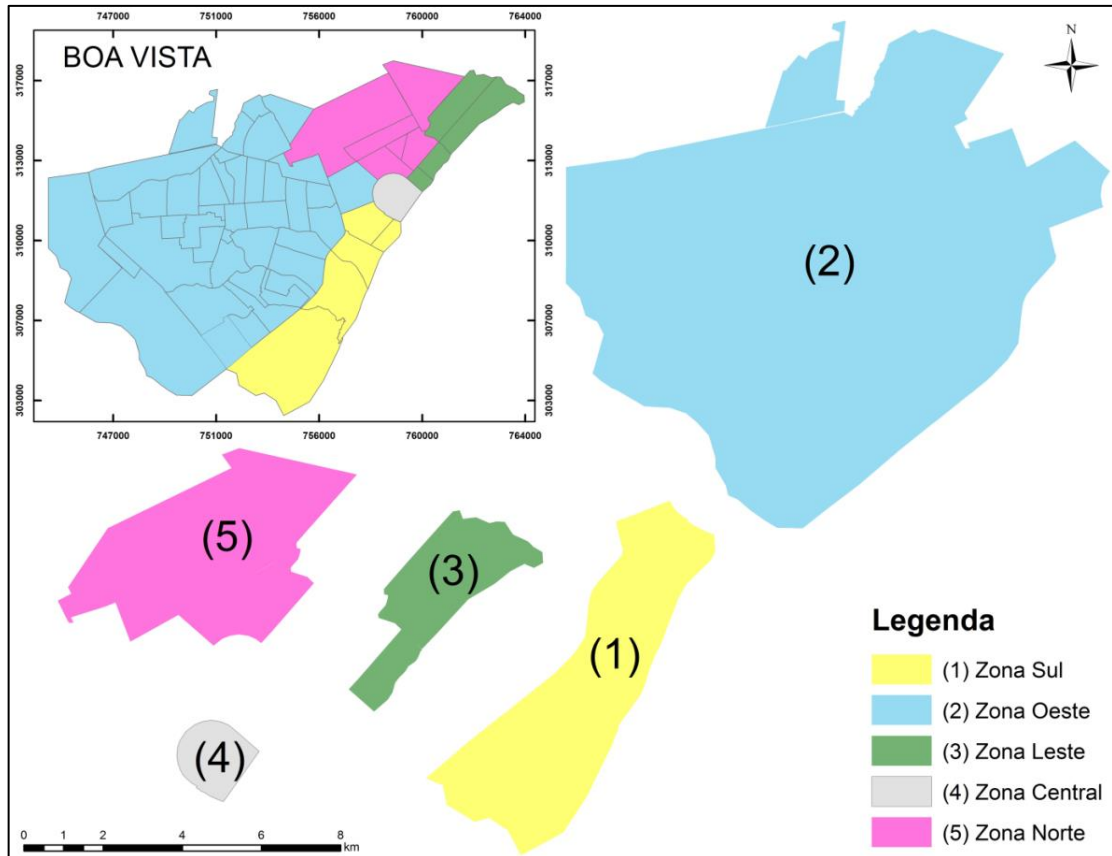 747000 751000 756000 760000 764000
BOA VISTA
317000
313000
310000
307000
303000
317000
313000
310000
307000
303000
747000 751000 756000 760000 764000
N
(2)
(5)
(3)
(1)
(4)
Legenda
(1) Zona Sul
(2) Zona Oeste
(3) Zona Leste
(4) Zona Central
(5) Zona Norte
0 1 2 4 6 8
km